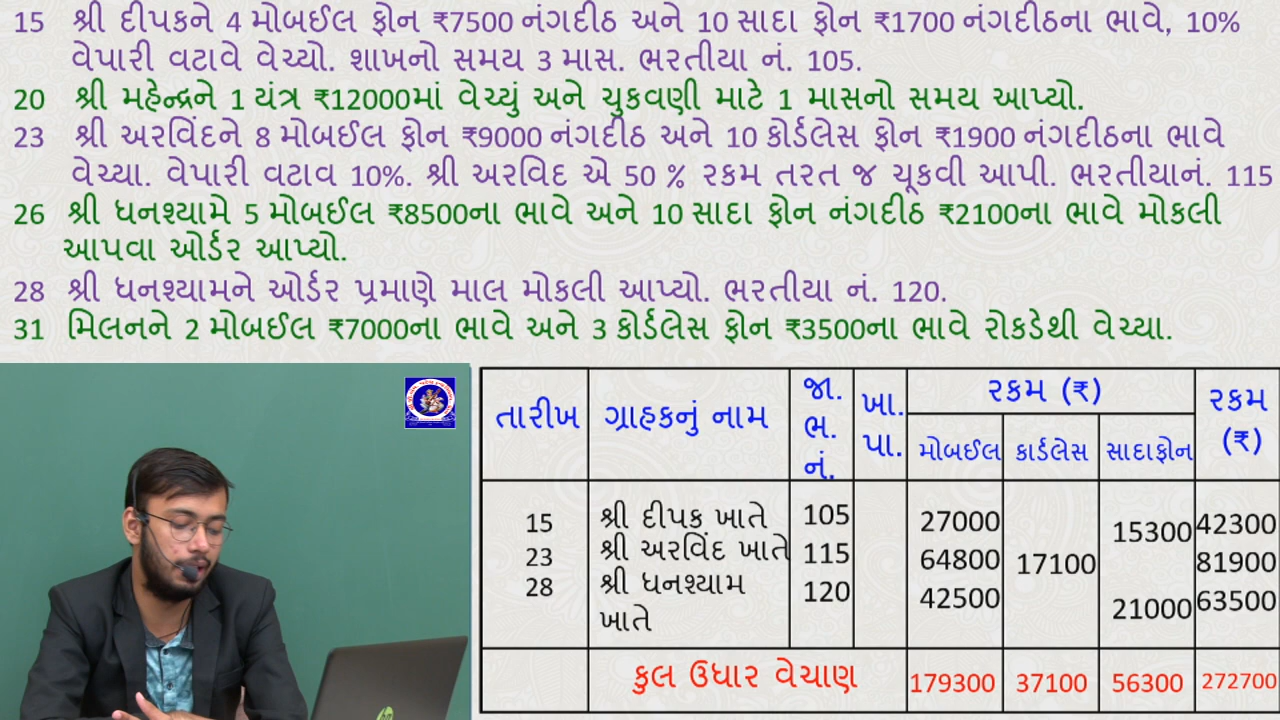 15 શ્રી દીપકને 4 મોબઈલ ફોન ₹7500 નંગદીઠ અને 10 સાદા ફોન ₹1700 નંગદીઠના ભાવે, 10%
વેપારી વટાવે વેચ્યો. શાખનો સમય 3 માસ. ભરતીયા નં. 105.
20 શ્રી મહેન્દ્રને 1 યંત્ર ₹12000માં વેચ્યું અને ચુકવણી માટે 1 માસનો સમય આપ્યો.
23 શ્રી અરવિંદને 8 મોબઈલ ફોન ₹9000 નંગદીઠ અને 10 કોર્ડલેસ ફોન ₹1900 નંગદીઠના ભાવે
વેચ્યા. વેપારી વટાવ 10%. શ્રી અરવિદ એ 50 % રકમ તરત જ ચૂકવી આપી. ભરતીયાનં. 115
26 શ્રી ધનશ્યામે 5 મોબઈલ ₹8500ના ભાવે અને 10 સાદા ફોન નંગદીઠ ₹2100ના ભાવે મોકલી
આપવા ઓર્ડર આપ્યો.
28 શ્રી ધનશ્યામને ઓર્ડર પ્રમાણે માલ મોકલી આપ્યો. ભરતીયા નં. 120.
31 મિલનને 2 મોબઈલ ₹7000ના ભાવે અને 3 કોર્ડલેસ ફોન ₹3500ના ભાવે રોકડેથી વેચ્યા.
તારીખ ગ્રાહકનું નામ જા. ભ. નં. ખા. પા. રકમ (₹) રકમ (₹)
મોબઈલ કાર્ડલેસ સાદાફોન
15 શ્રી દીપક ખાતે 105 27000 15300 42300
23 શ્રી અરવિંદ ખાતે 115 64800 17100 81900
28 શ્રી ધનશ્યામ ખાતે 120 42500 21000 63500
કુલ ઉધાર વેચાણ 179300 37100 56300 272700